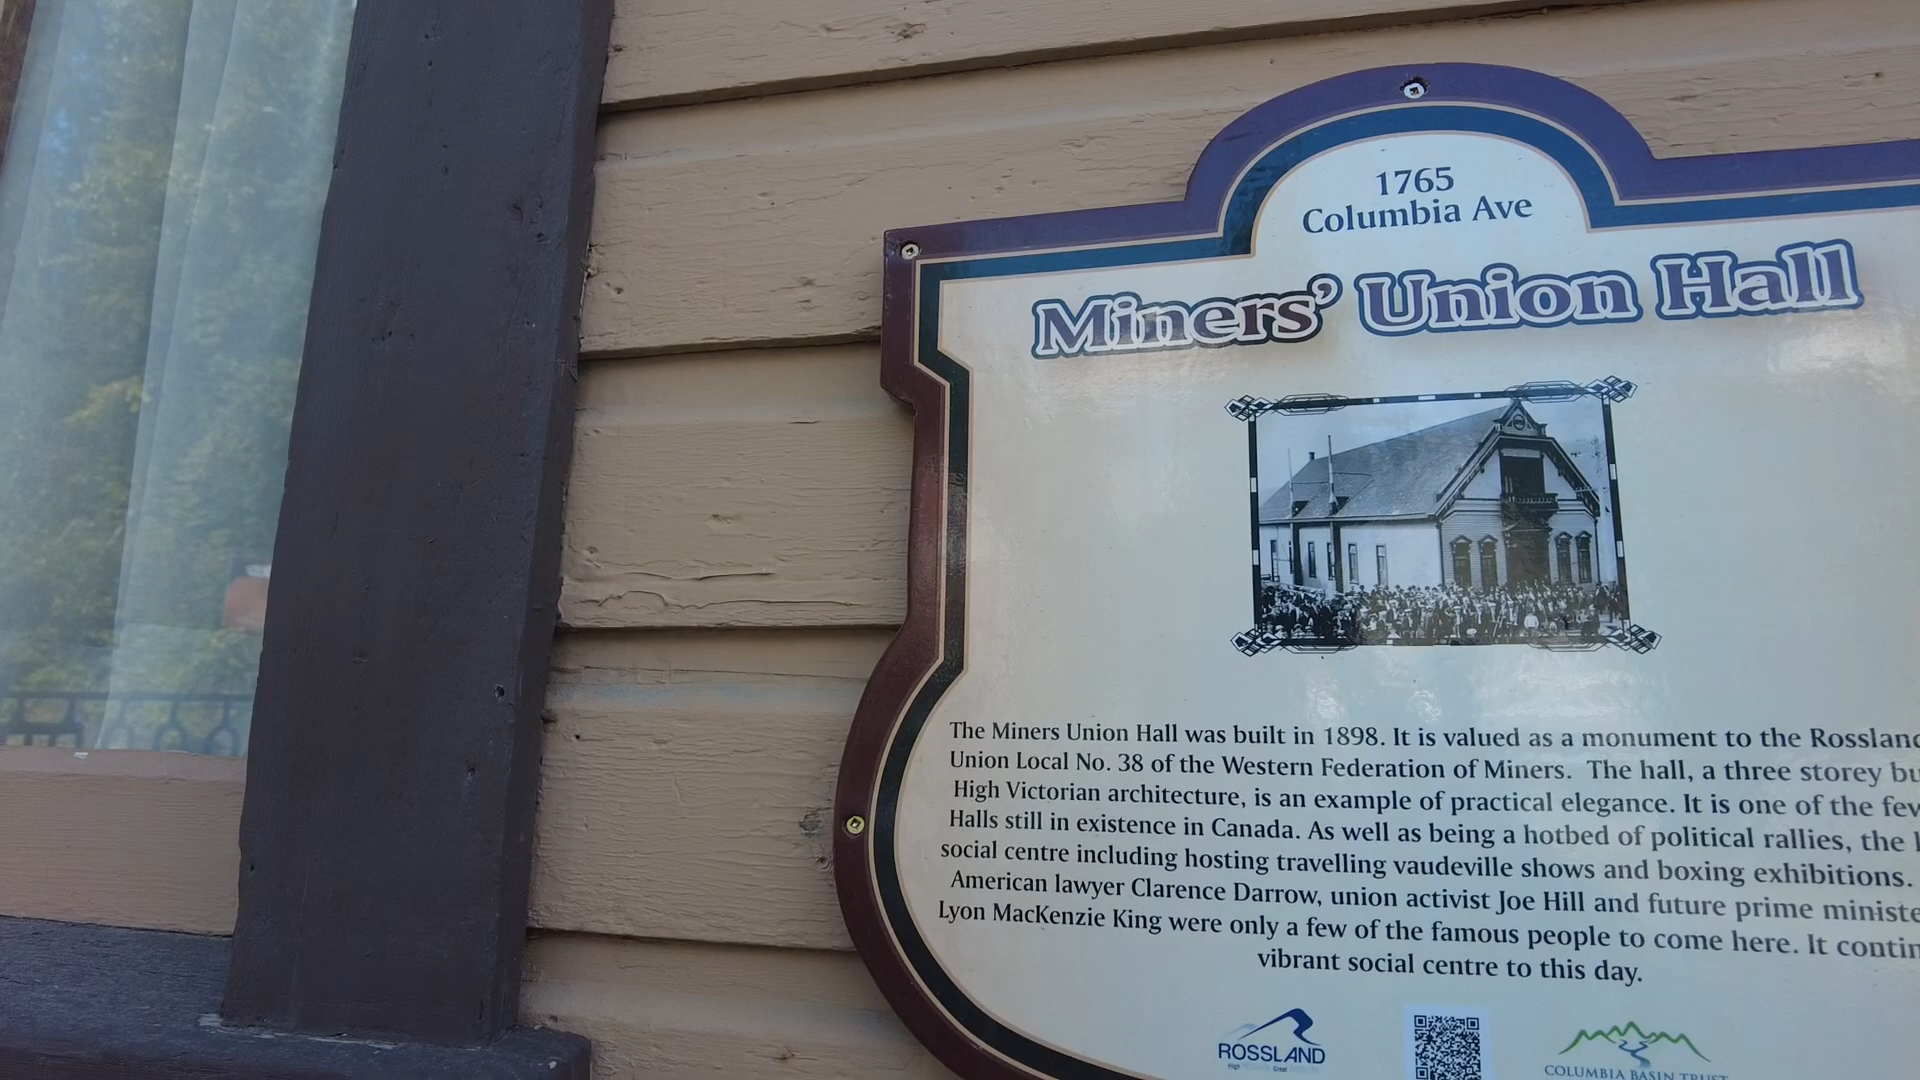 1765
Columbia Ave
Miners' Union Hall
The Miners Union Hall was built in 1898. It is valued as a monument to the Rossland
Union Local No. 38 of the Western Federation of Miners. The hall, a three storey
High Victorian architecture, is an example of practical elegance. It is one of the few
Halls still in existence in Canada. As well as being a hotbed of political rallies, the
social centre including hosting travelling vaudeville shows and boxing exhibitions.
American lawyer Clarence Darrow, union activist Joe Hill and future prime
Lyon MacKenzie King were only a few of the famous people to come here. It
vibrant social centre to this day.
ROSSLAND
COLUMBIA BASIN TRUST